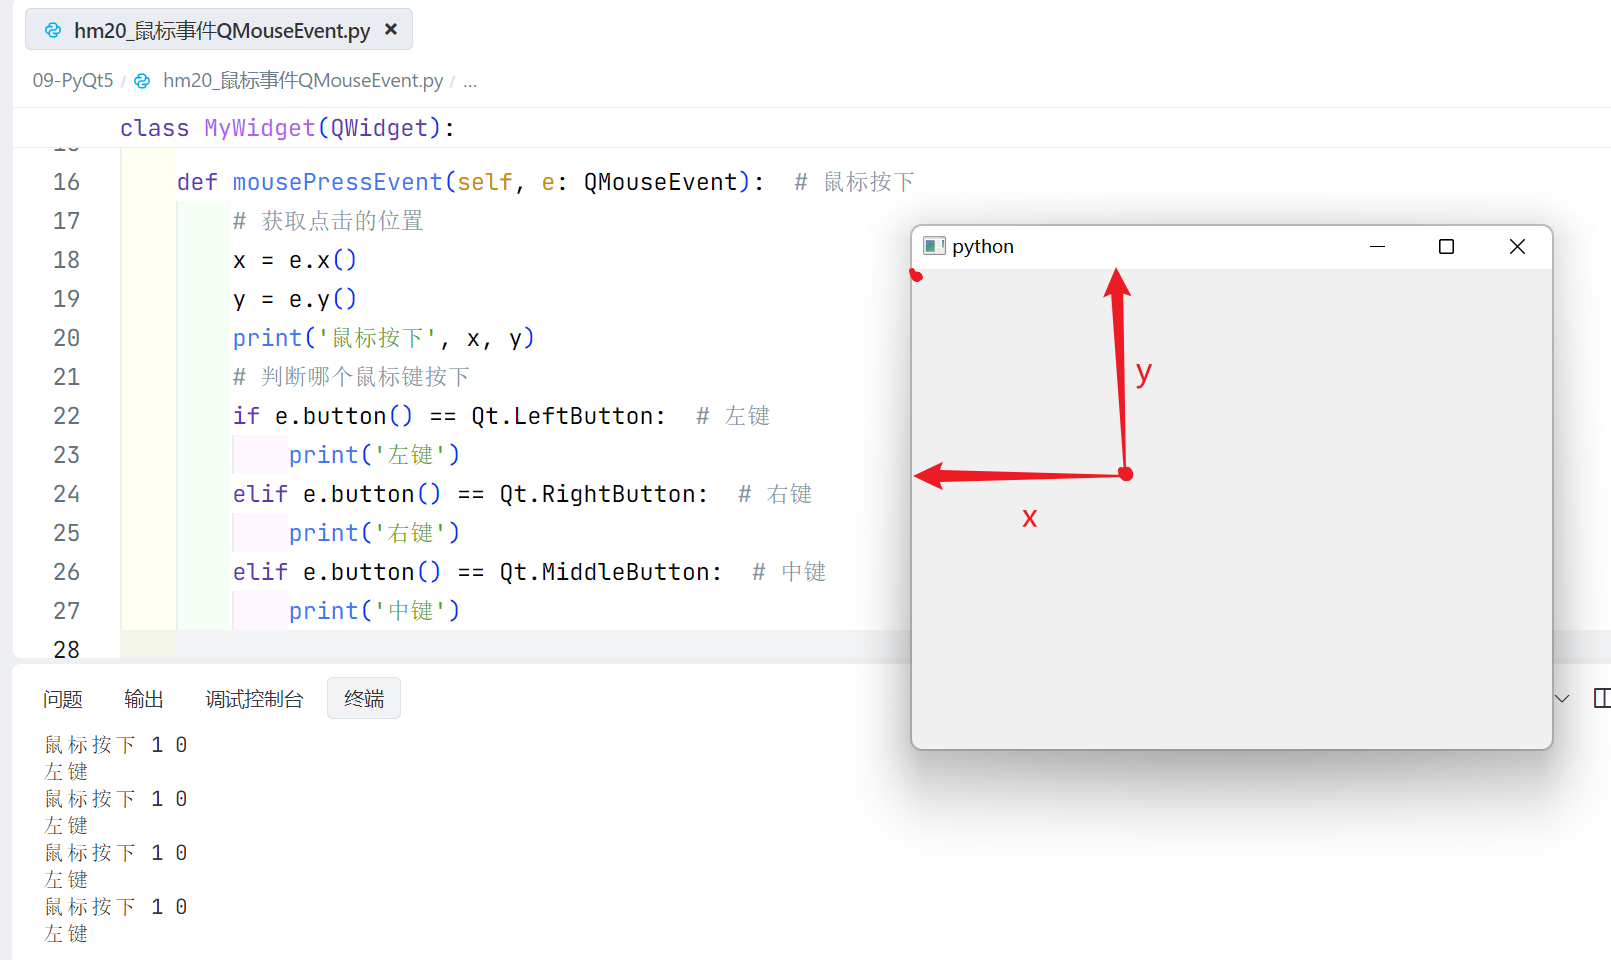 hm20_鼠标事件QMouseEvent.py ×
09-PyQt5 / hm20_鼠标事件QMouseEvent.py / ...
class MyWidget(QWidget):
16 def mousePressEvent(self, e: QMouseEvent):  # 鼠标按下
17 # 获取点击的位置
18 x = e.x()
19 y = e.y()
20 print('鼠标按下', x, y)
21 # 判断哪个鼠标键按下
22 if e.button() == Qt.LeftButton:  # 左键
23 print('左键')
24 elif e.button() == Qt.RightButton:  # 右键
25 print('右键')
26 elif e.button() == Qt.MiddleButton:  # 中键
27 print('中键')
28
python
y
x
问题 输出 调试控制台 终端
鼠标按下 1 0
左键
鼠标按下 1 0
左键
鼠标按下 1 0
左键
鼠标按下 1 0
左键